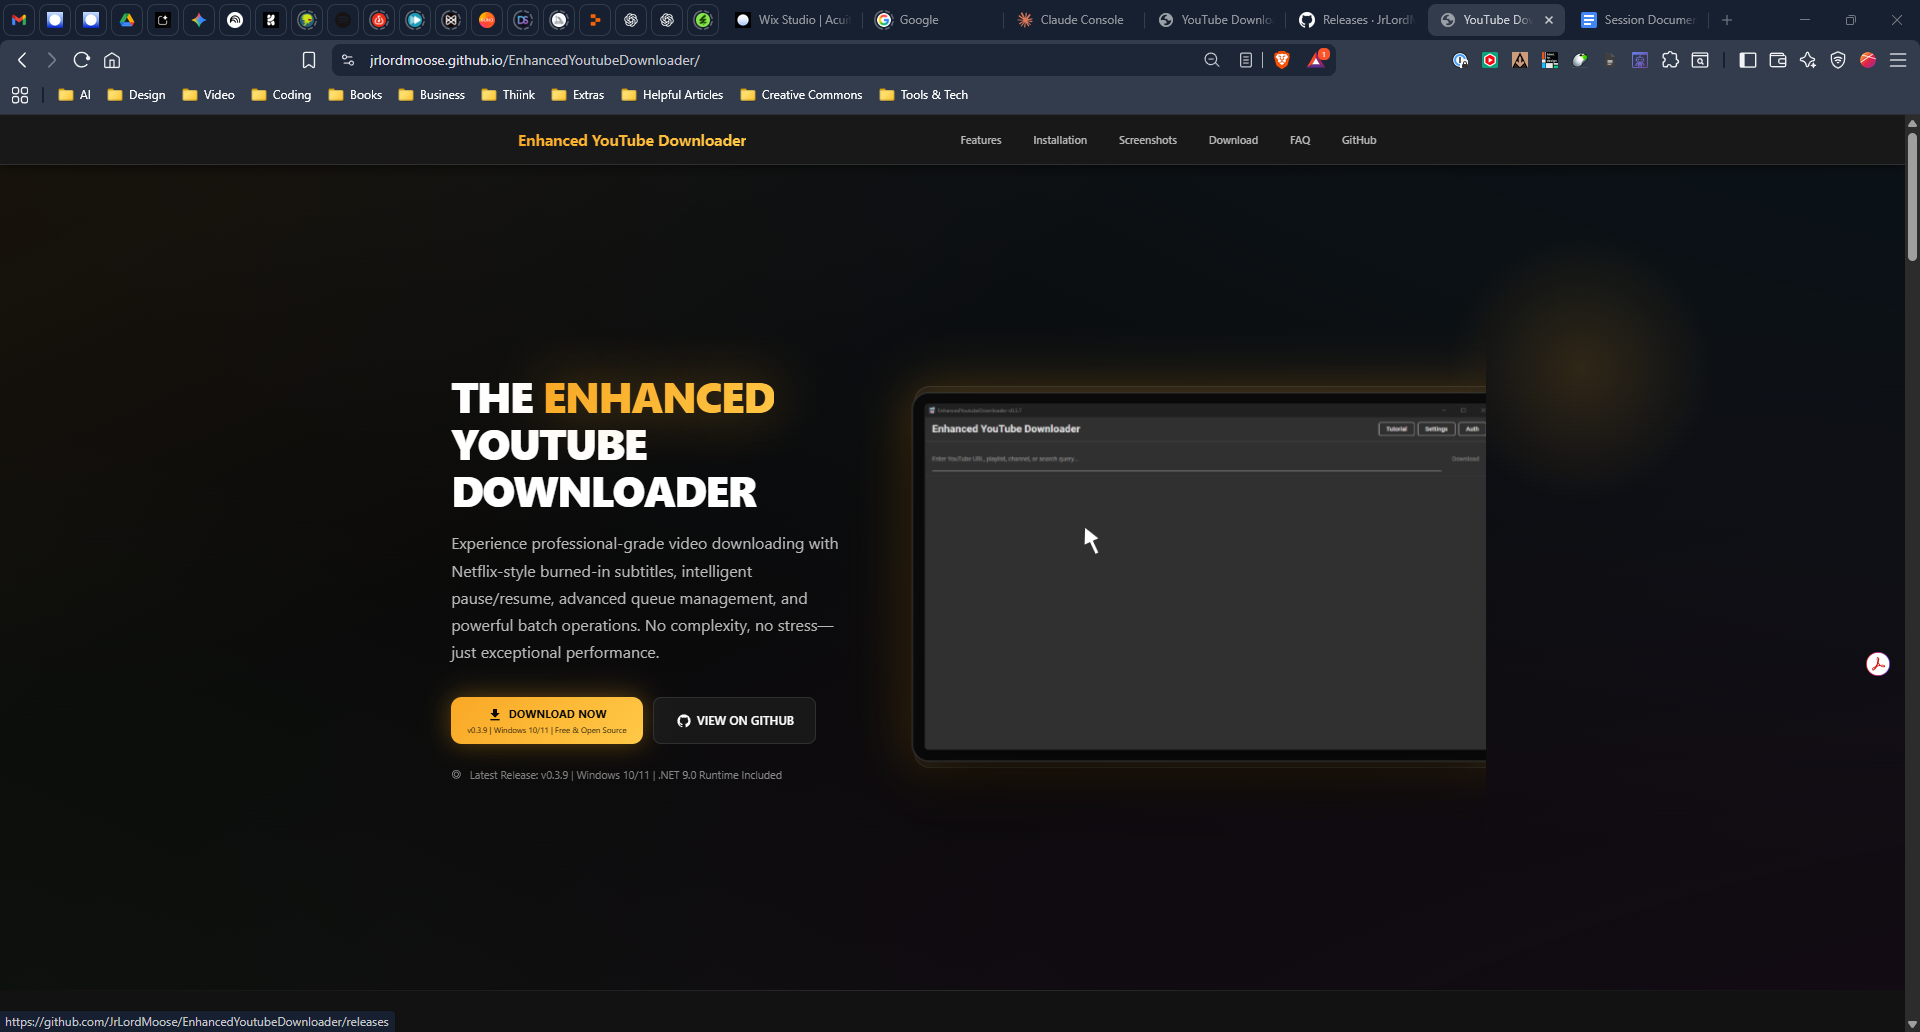 Wix Studio | Acui
Google
Claude Console
YouTube Downlo
Releases · JrLordM
YouTube Do
Session Documen
jrlordmoose.github.io/EnhancedYoutubeDownloader/
1
AI
Design
Video
Coding
Books
Business
Thiink
Extras
Helpful Articles
Creative Commons
Tools & Tech
Enhanced YouTube Downloader
Features
Installation
Screenshots
Download
FAQ
GitHub
THE ENHANCED
YOUTUBE
DOWNLOADER
Experience professional-grade video downloading with
Netflix-style burned-in subtitles, intelligent
pause/resume, advanced queue management, and
powerful batch operations. No complexity, no stress—
just exceptional performance.
DOWNLOAD NOW
v0.3.9 | Windows 10/11 | Free & Open Source
VIEW ON GITHUB
Latest Release: v0.3.9 | Windows 10/11 | .NET 9.0 Runtime Included
Enhanced YouTube Downloader
Tutorial
Settings
Auth
Enter YouTube URL, playlist, channel, or search query...
Download
https://github.com/JrLordMoose/EnhancedYoutubeDownloader/releases